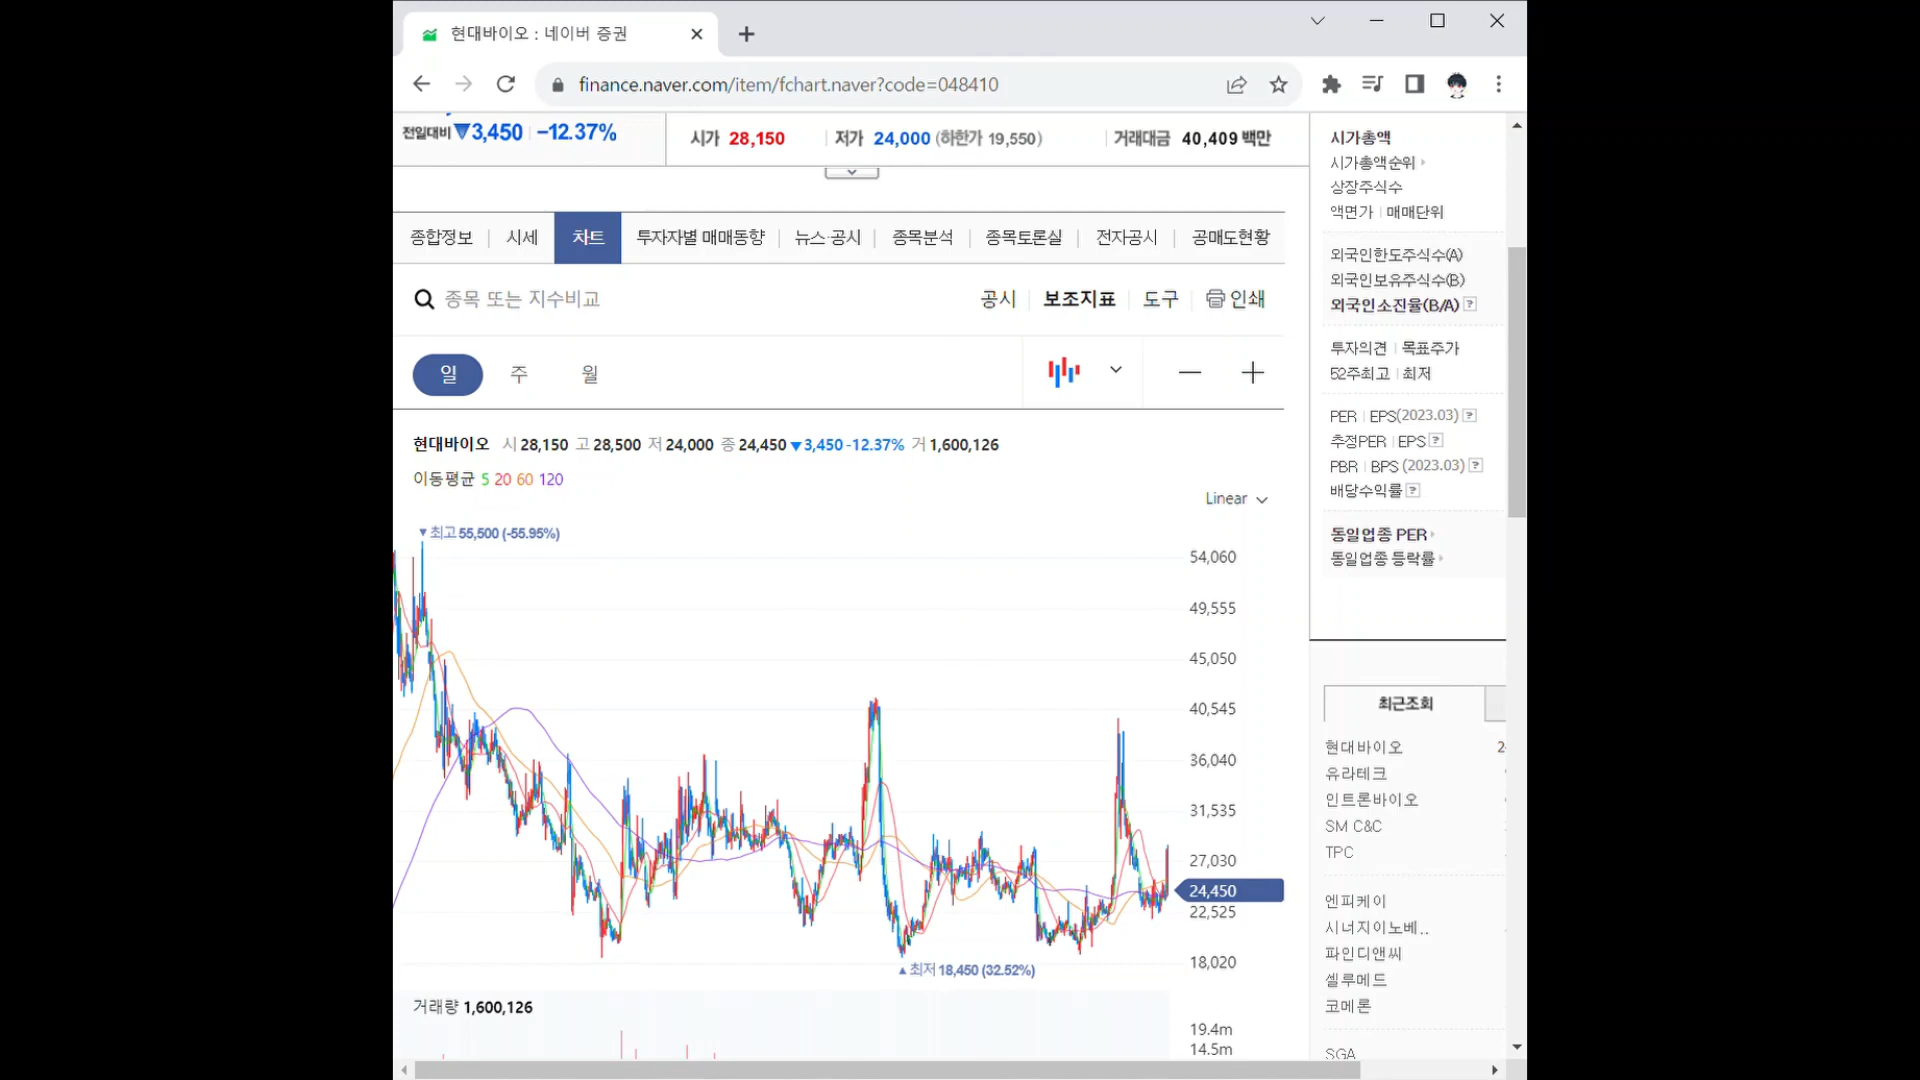 현대바이오 : 네이버 증권
finance.naver.com/item/fchart.naver?code=048410
전일대비 ▼3,450 −12.37%
시가 28,150 저가 24,000 (하한가 19,550) 거래대금 40,409 백만
종합정보 시세 차트 투자자별 매매동향 뉴스·공시 종목분석 종목토론실 전자공시 공매도현황
종목 또는 지수비교
공시 보조지표 도구 인쇄
일 주 월
현대바이오 시 28,150 고 28,500 저 24,000 종 24,450 ▼3,450 -12.37% 거 1,600,126
이동평균 5 20 60 120
Linear
▼최고 55,500 (-55.95%)
54,060
49,555
45,050
40,545
36,040
31,535
27,030
24,450
22,525
18,020
▲최저 18,450 (32.52%)
거래량 1,600,126
19.4m
14.5m
시가총액
시가총액순위
상장주식수
액면가 | 매매단위
외국인한도주식수(A)
외국인보유주식수(B)
외국인소진율(B/A) ?
투자의견 | 목표주가
52주최고 | 최저
PER | EPS(2023.03) ?
추정PER | EPS ?
PBR | BPS (2023.03) ?
배당수익률 ?
동일업종 PER
동일업종 등락률
최근조회
현대바이오 2
유라테크
인트론바이오
SM C&C
TPC
엔피케이
시너지이노베..
파인디앤씨
셀루메드
코메론
SGA